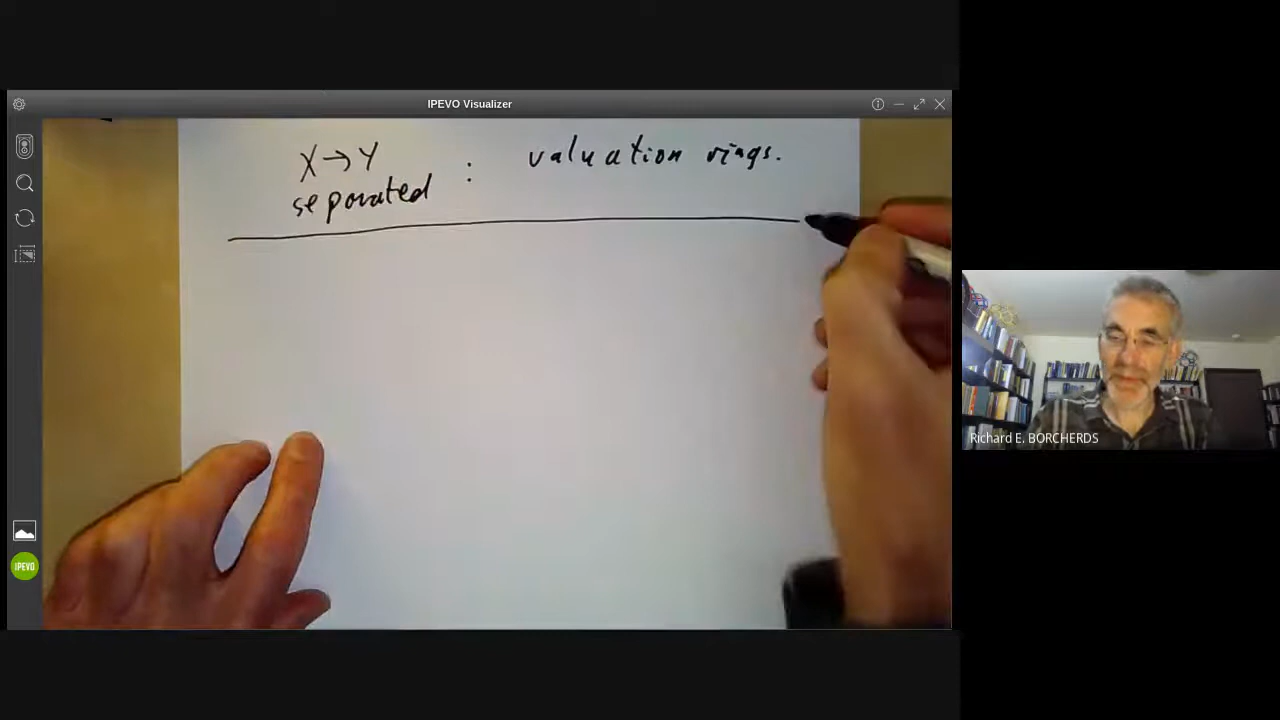 IPEVO Visualizer
X → Y : valuation rings.
separated
Richard E. BORCHERDS
IPEVO